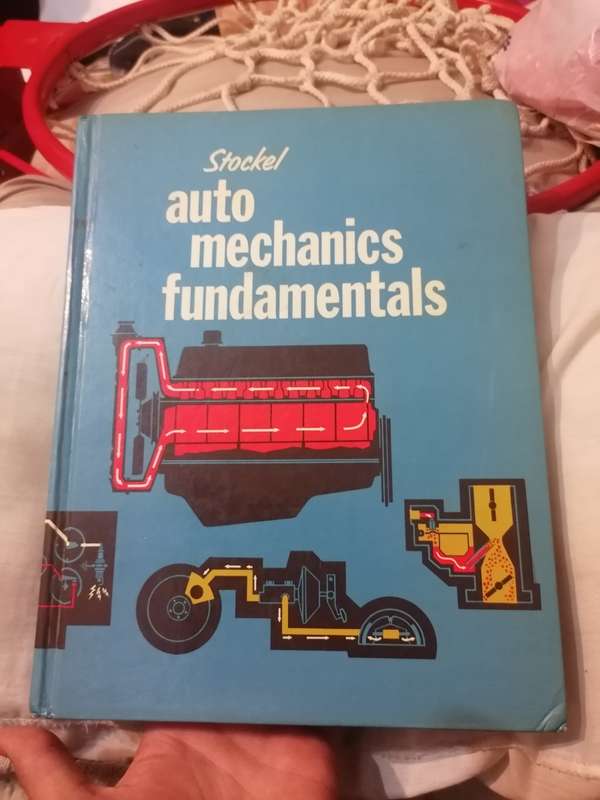 Stockel
auto
mechanics
fundamentals